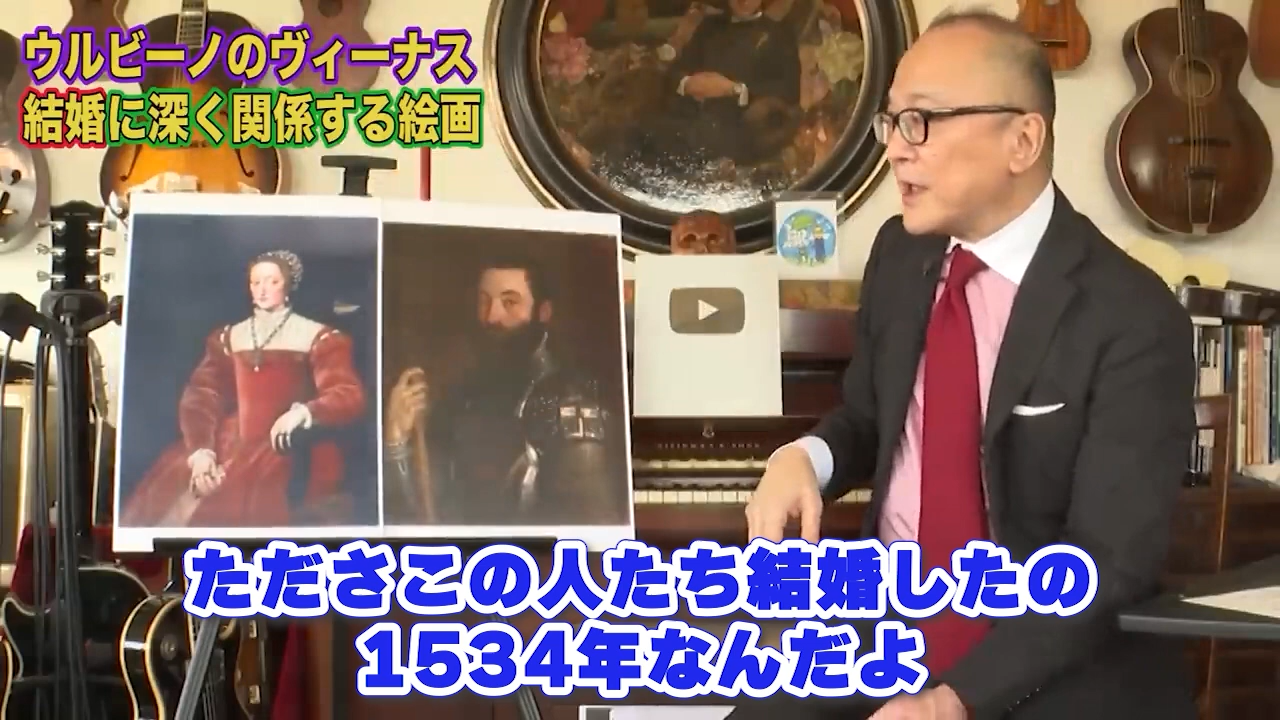 ウルビーノのヴィーナス
結婚に深く関係する絵画
STEINWAY & SONS
たださこの人たち結婚したの
1534年なんだよ